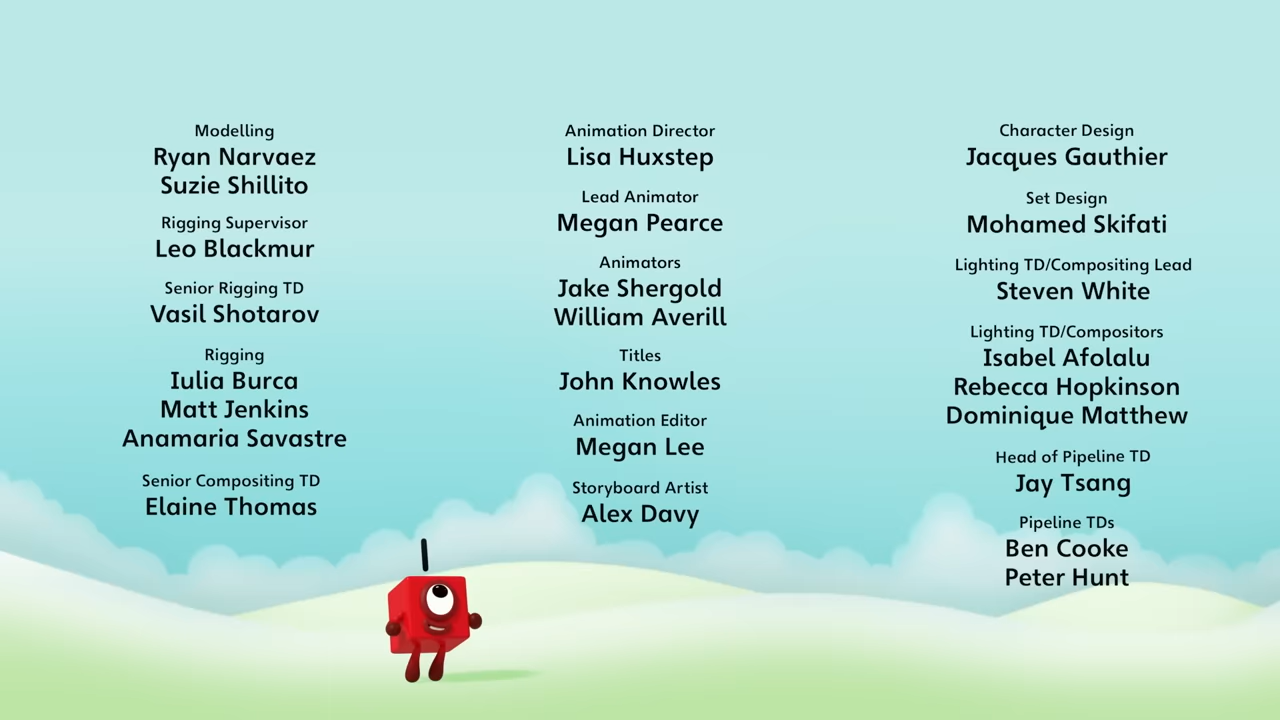 Modelling
Ryan Narvaez
Suzie Shillito
Rigging Supervisor
Leo Blackmur
Senior Rigging TD
Vasil Shotarov
Rigging
Iulia Burca
Matt Jenkins
Anamaria Savastre
Senior Compositing TD
Elaine Thomas
Animation Director
Lisa Huxstep
Lead Animator
Megan Pearce
Animators
Jake Shergold
William Averill
Titles
John Knowles
Animation Editor
Megan Lee
Storyboard Artist
Alex Davy
Character Design
Jacques Gauthier
Set Design
Mohamed Skifati
Lighting TD/Compositing Lead
Steven White
Lighting TD/Compositors
Isabel Afolalu
Rebecca Hopkinson
Dominique Matthew
Head of Pipeline TD
Jay Tsang
Pipeline TDs
Ben Cooke
Peter Hunt